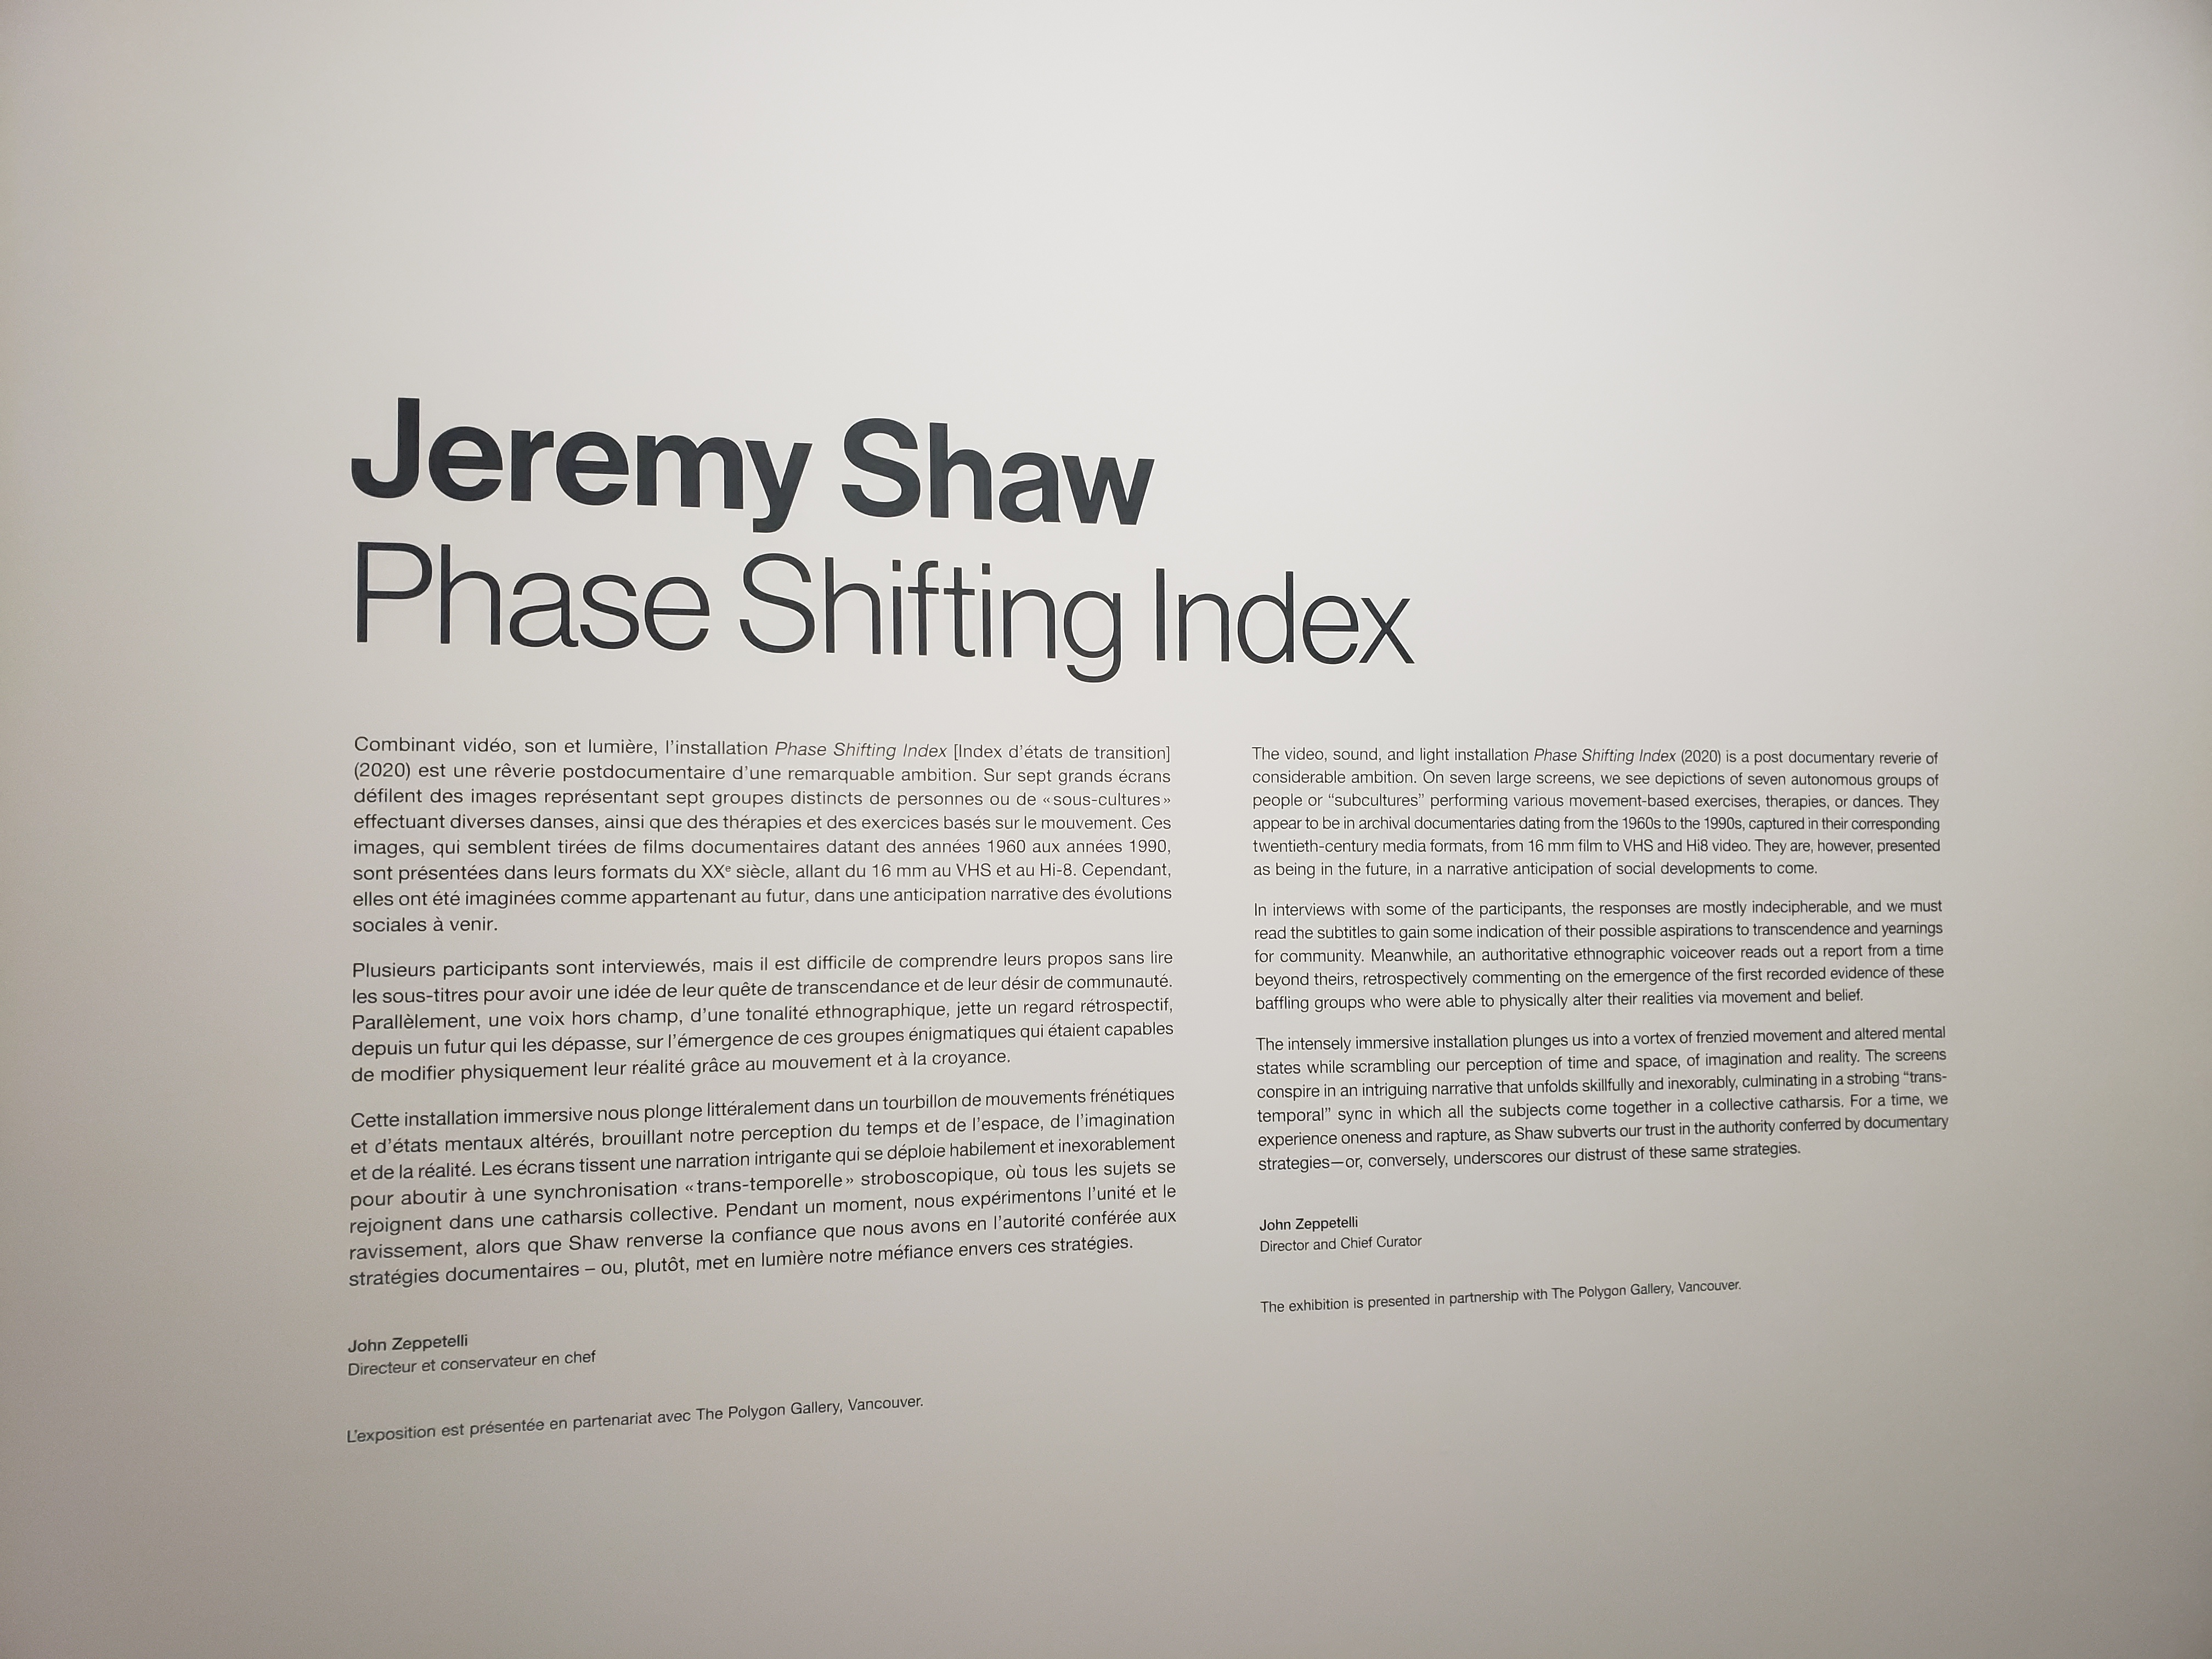 Jeremy Shaw
Phase Shifting Index
Combinant vidéo, son et lumière, l'installation Phase Shifting Index [Index d'états de transition]
(2020) est une rêverie postdocumentaire d'une remarquable ambition. Sur sept grands écrans
défilent des images représentant sept groupes distincts de personnes ou de « sous-cultures »
effectuant diverses danses, ainsi que des thérapies et des exercices basés sur le mouvement. Ces
images, qui semblent tirées de films documentaires datant des années 1960 aux années 1990,
sont présentées dans leurs formats du XXᵉ siècle, allant du 16 mm au VHS et au Hi-8. Cependant,
elles ont été imaginées comme appartenant au futur, dans une anticipation narrative des évolutions
sociales à venir.
Plusieurs participants sont interviewés, mais il est difficile de comprendre leurs propos sans lire
les sous-titres pour avoir une idée de leur quête de transcendance et de leur désir de communauté.
Parallèlement, une voix hors champ, d'une tonalité ethnographique, jette un regard rétrospectif,
depuis un futur qui les dépasse, sur l'émergence de ces groupes énigmatiques qui étaient capables
de modifier physiquement leur réalité grâce au mouvement et à la croyance.
Cette installation immersive nous plonge littéralement dans un tourbillon de mouvements frénétiques
et d'états mentaux altérés, brouillant notre perception du temps et de l'espace, de l'imagination
et de la réalité. Les écrans tissent une narration intrigante qui se déploie habilement et inexorablement
pour aboutir à une synchronisation « trans-temporelle » stroboscopique, où tous les sujets se
rejoignent dans une catharsis collective. Pendant un moment, nous expérimentons l'unité et le
ravissement, alors que Shaw renverse la confiance que nous avons en l'autorité conférée aux
stratégies documentaires – ou, plutôt, met en lumière notre méfiance envers ces stratégies.
John Zeppetelli
Directeur et conservateur en chef
L'exposition est présentée en partenariat avec The Polygon Gallery, Vancouver.
The video, sound, and light installation Phase Shifting Index (2020) is a post documentary reverie of
considerable ambition. On seven large screens, we see depictions of seven autonomous groups of
people or “subcultures” performing various movement-based exercises, therapies, or dances. They
appear to be in archival documentaries dating from the 1960s to the 1990s, captured in their corresponding
twentieth-century media formats, from 16 mm film to VHS and Hi8 video. They are, however, presented
as being in the future, in a narrative anticipation of social developments to come.
In interviews with some of the participants, the responses are mostly indecipherable, and we must
read the subtitles to gain some indication of their possible aspirations to transcendence and yearnings
for community. Meanwhile, an authoritative ethnographic voiceover reads out a report from a time
beyond theirs, retrospectively commenting on the emergence of the first recorded evidence of these
baffling groups who were able to physically alter their realities via movement and belief.
The intensely immersive installation plunges us into a vortex of frenzied movement and altered mental
states while scrambling our perception of time and space, of imagination and reality. The screens
conspire in an intriguing narrative that unfolds skillfully and inexorably, culminating in a strobing “trans-
temporal” sync in which all the subjects come together in a collective catharsis. For a time, we
experience oneness and rapture, as Shaw subverts our trust in the authority conferred by documentary
strategies—or, conversely, underscores our distrust of these same strategies.
John Zeppetelli
Director and Chief Curator
The exhibition is presented in partnership with The Polygon Gallery, Vancouver.